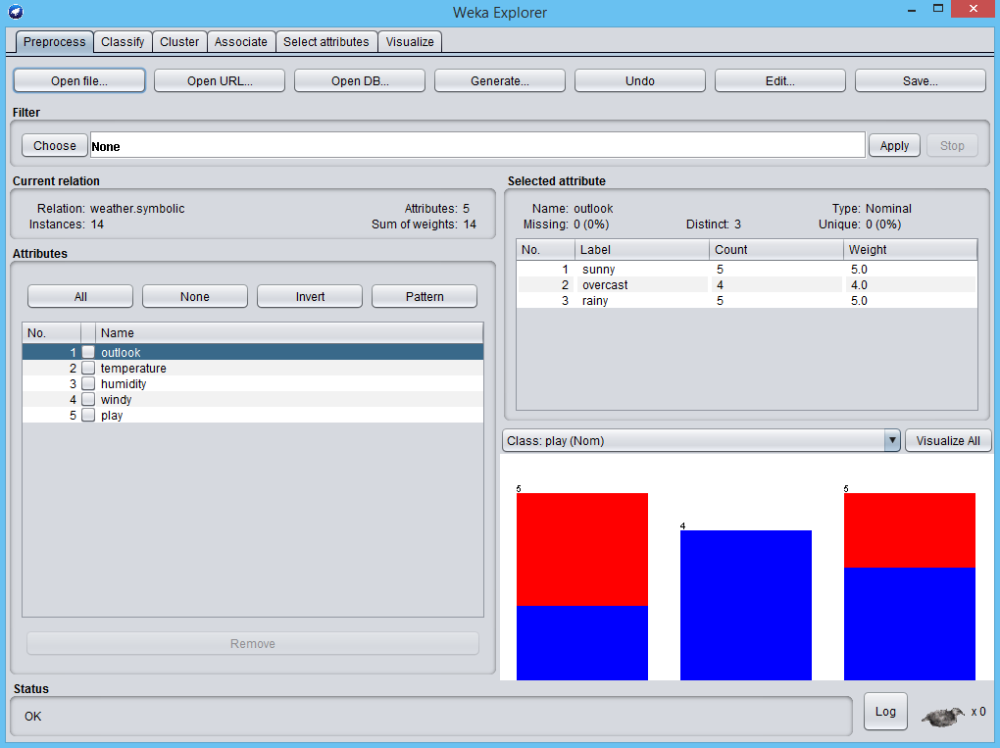 Weka Explorer
Preprocess Classify Cluster Associate Select attributes Visualize
Open file... Open URL... Open DB... Generate... Undo Edit... Save...
Filter
Choose None Apply Stop
Current relation
Relation: weather.symbolic Attributes: 5
Instances: 14 Sum of weights: 14
Attributes
All None Invert Pattern
No. Name
1 outlook
2 temperature
3 humidity
4 windy
5 play
Remove
Selected attribute
Name: outlook Type: Nominal
Missing: 0 (0%) Distinct: 3 Unique: 0 (0%)
No. Label Count Weight
1 sunny 5 5.0
2 overcast 4 4.0
3 rainy 5 5.0
Class: play (Nom) Visualize All
5 4 5
Status
OK
Log x 0